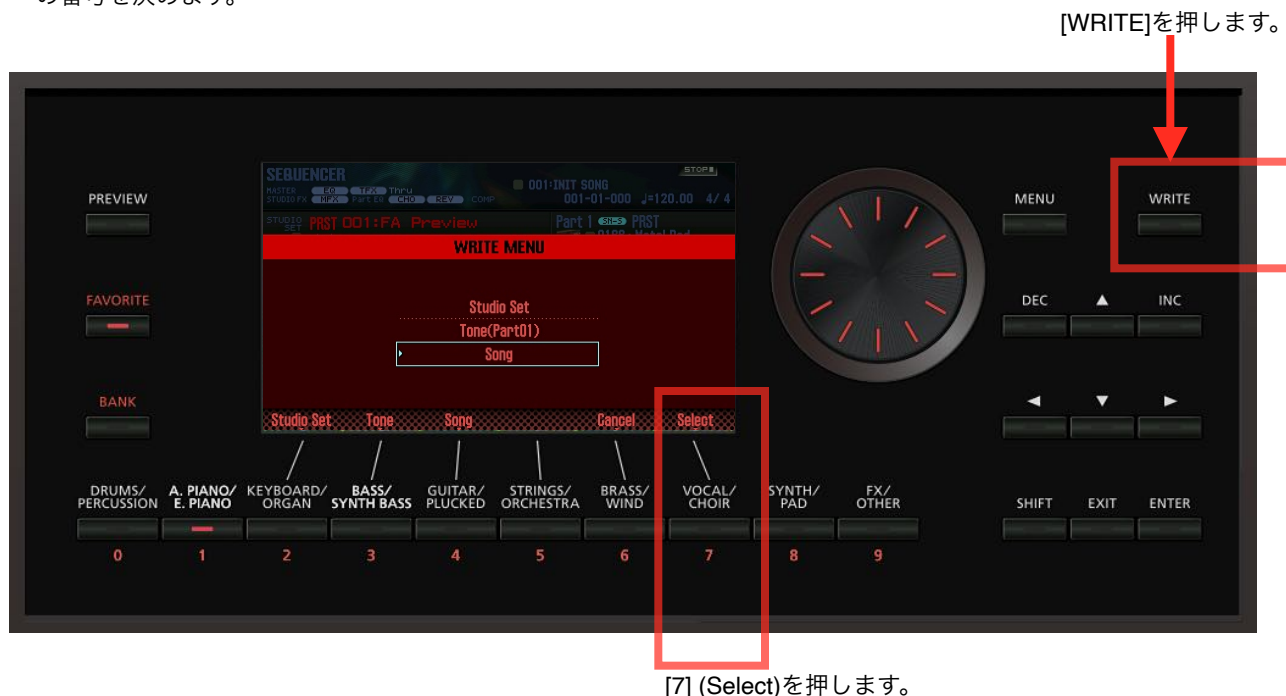 の番号を決めます。
[WRITE]を押します。
SEQUENCER
STOP
MASTER EQ TFX Thru
STUDIO FX MFX Part EQ CHO REV COMP
001:INIT SONG
001-01-000 ♩=120.00 4/4
STUDIO SET PRST 001:FA Preview
Part 1 SN-S PRST
WRITE MENU
Studio Set
Tone(Part01)
Song
Studio Set Tone Song Cancel Select
PREVIEW
FAVORITE
BANK
MENU
WRITE
DEC ▲ INC
◄ ▼ ►
DRUMS/ A. PIANO/ KEYBOARD/ BASS/ GUITAR/ STRINGS/ BRASS/ VOCAL/ SYNTH/ FX/
PERCUSSION E. PIANO ORGAN SYNTH BASS PLUCKED ORCHESTRA WIND CHOIR PAD OTHER
SHIFT EXIT ENTER
0 1 2 3 4 5 6 7 8 9
[7] (Select)を押します。